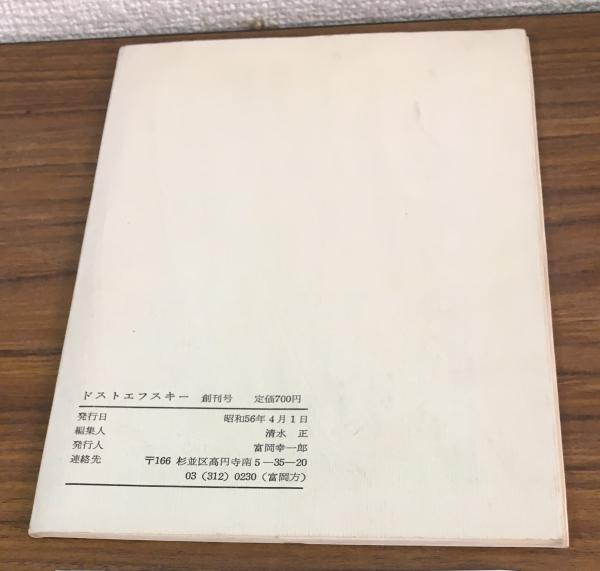 ドストエフスキー 創刊号 定価700円
発行日 昭和56年4月1日
編集人 清水 正
発行人 富岡幸一郎
連絡先 〒166 杉並区高円寺南5―35―20
03(312)0230(富岡方)